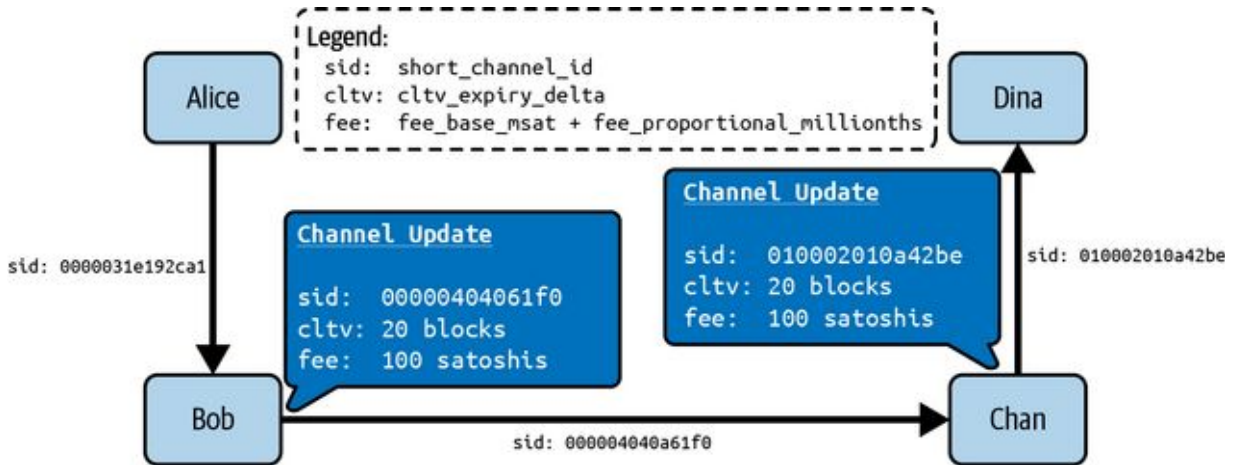 Legend:
sid: short_channel_id
cltv: cltv_expiry_delta
fee: fee_base_msat + fee_proportional_millionths
Alice
Dina
Channel Update
sid: 010002010a42be
cltv: 20 blocks
fee: 100 satoshis
Channel Update
sid: 00000404061f0
cltv: 20 blocks
fee: 100 satoshis
sid: 0000031e192ca1
sid: 010002010a42be
Bob
Chan
sid: 000004040a61f0